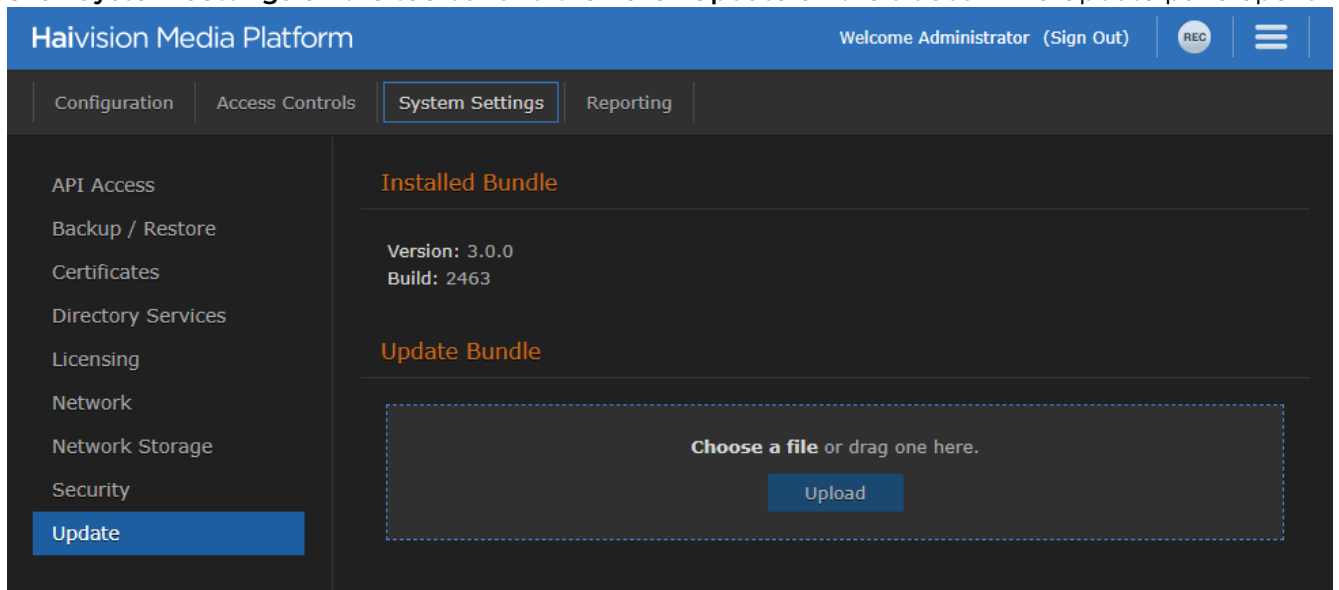 Haivision Media Platform
Welcome Administrator (Sign Out)
REC
Configuration
Access Controls
System Settings
Reporting
API Access
Backup / Restore
Certificates
Directory Services
Licensing
Network
Network Storage
Security
Update
Installed Bundle
Version: 3.0.0
Build: 2463
Update Bundle
Choose a file or drag one here.
Upload